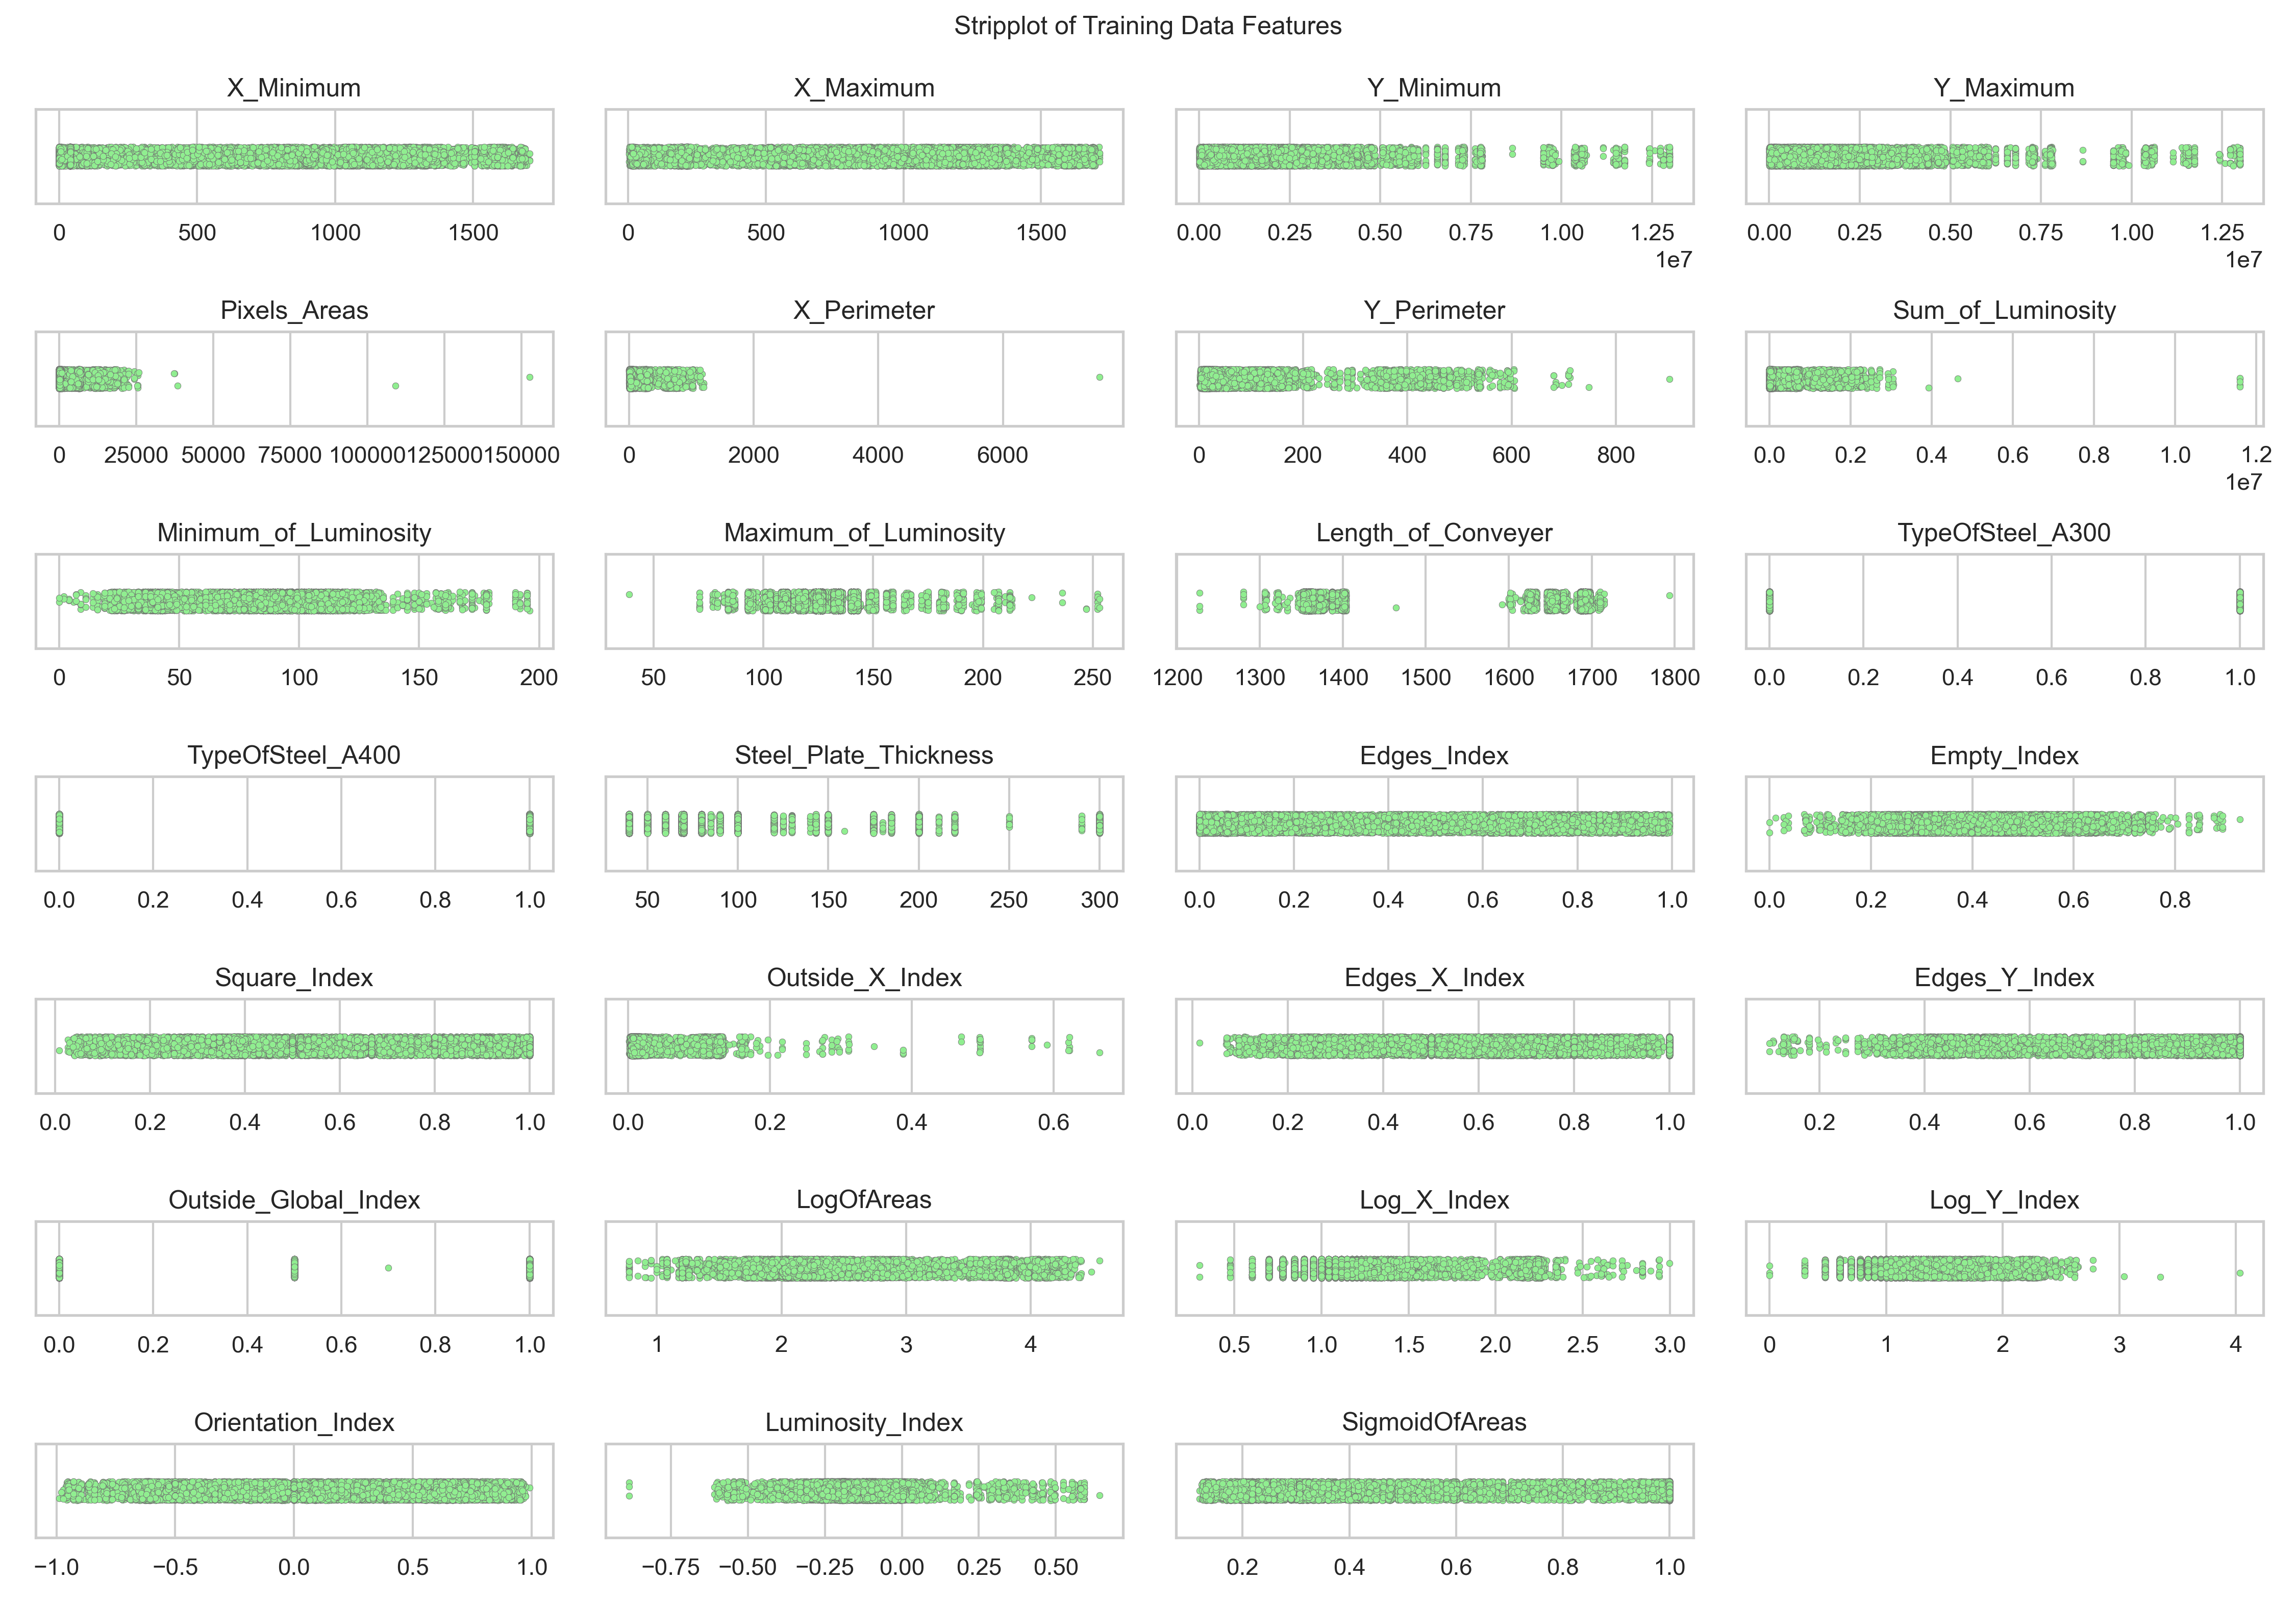 Stripplot of Training Data Features
X_Minimum X_Maximum Y_Minimum Y_Maximum
0 500 1000 1500 0 500 1000 1500 0.00 0.25 0.50 0.75 1.00 1.25 0.00 0.25 0.50 0.75 1.00 1.25
1e7 1e7
Pixels_Areas X_Perimeter Y_Perimeter Sum_of_Luminosity
0 25000 50000 75000 100000 125000 150000 0 2000 4000 6000 0 200 400 600 800 0.0 0.2 0.4 0.6 0.8 1.0 1.2
1e7
Minimum_of_Luminosity Maximum_of_Luminosity Length_of_Conveyer TypeOfSteel_A300
0 50 100 150 200 50 100 150 200 250 1200 1300 1400 1500 1600 1700 1800 0.0 0.2 0.4 0.6 0.8 1.0
TypeOfSteel_A400 Steel_Plate_Thickness Edges_Index Empty_Index
0.0 0.2 0.4 0.6 0.8 1.0 50 100 150 200 250 300 0.0 0.2 0.4 0.6 0.8 1.0 0.0 0.2 0.4 0.6 0.8
Square_Index Outside_X_Index Edges_X_Index Edges_Y_Index
0.0 0.2 0.4 0.6 0.8 1.0 0.0 0.2 0.4 0.6 0.0 0.2 0.4 0.6 0.8 1.0 0.2 0.4 0.6 0.8 1.0
Outside_Global_Index LogOfAreas Log_X_Index Log_Y_Index
0.0 0.2 0.4 0.6 0.8 1.0 1 2 3 4 0.5 1.0 1.5 2.0 2.5 3.0 0 1 2 3 4
Orientation_Index Luminosity_Index SigmoidOfAreas
−1.0 −0.5 0.0 0.5 1.0 −0.75 −0.50 −0.25 0.00 0.25 0.50 0.2 0.4 0.6 0.8 1.0